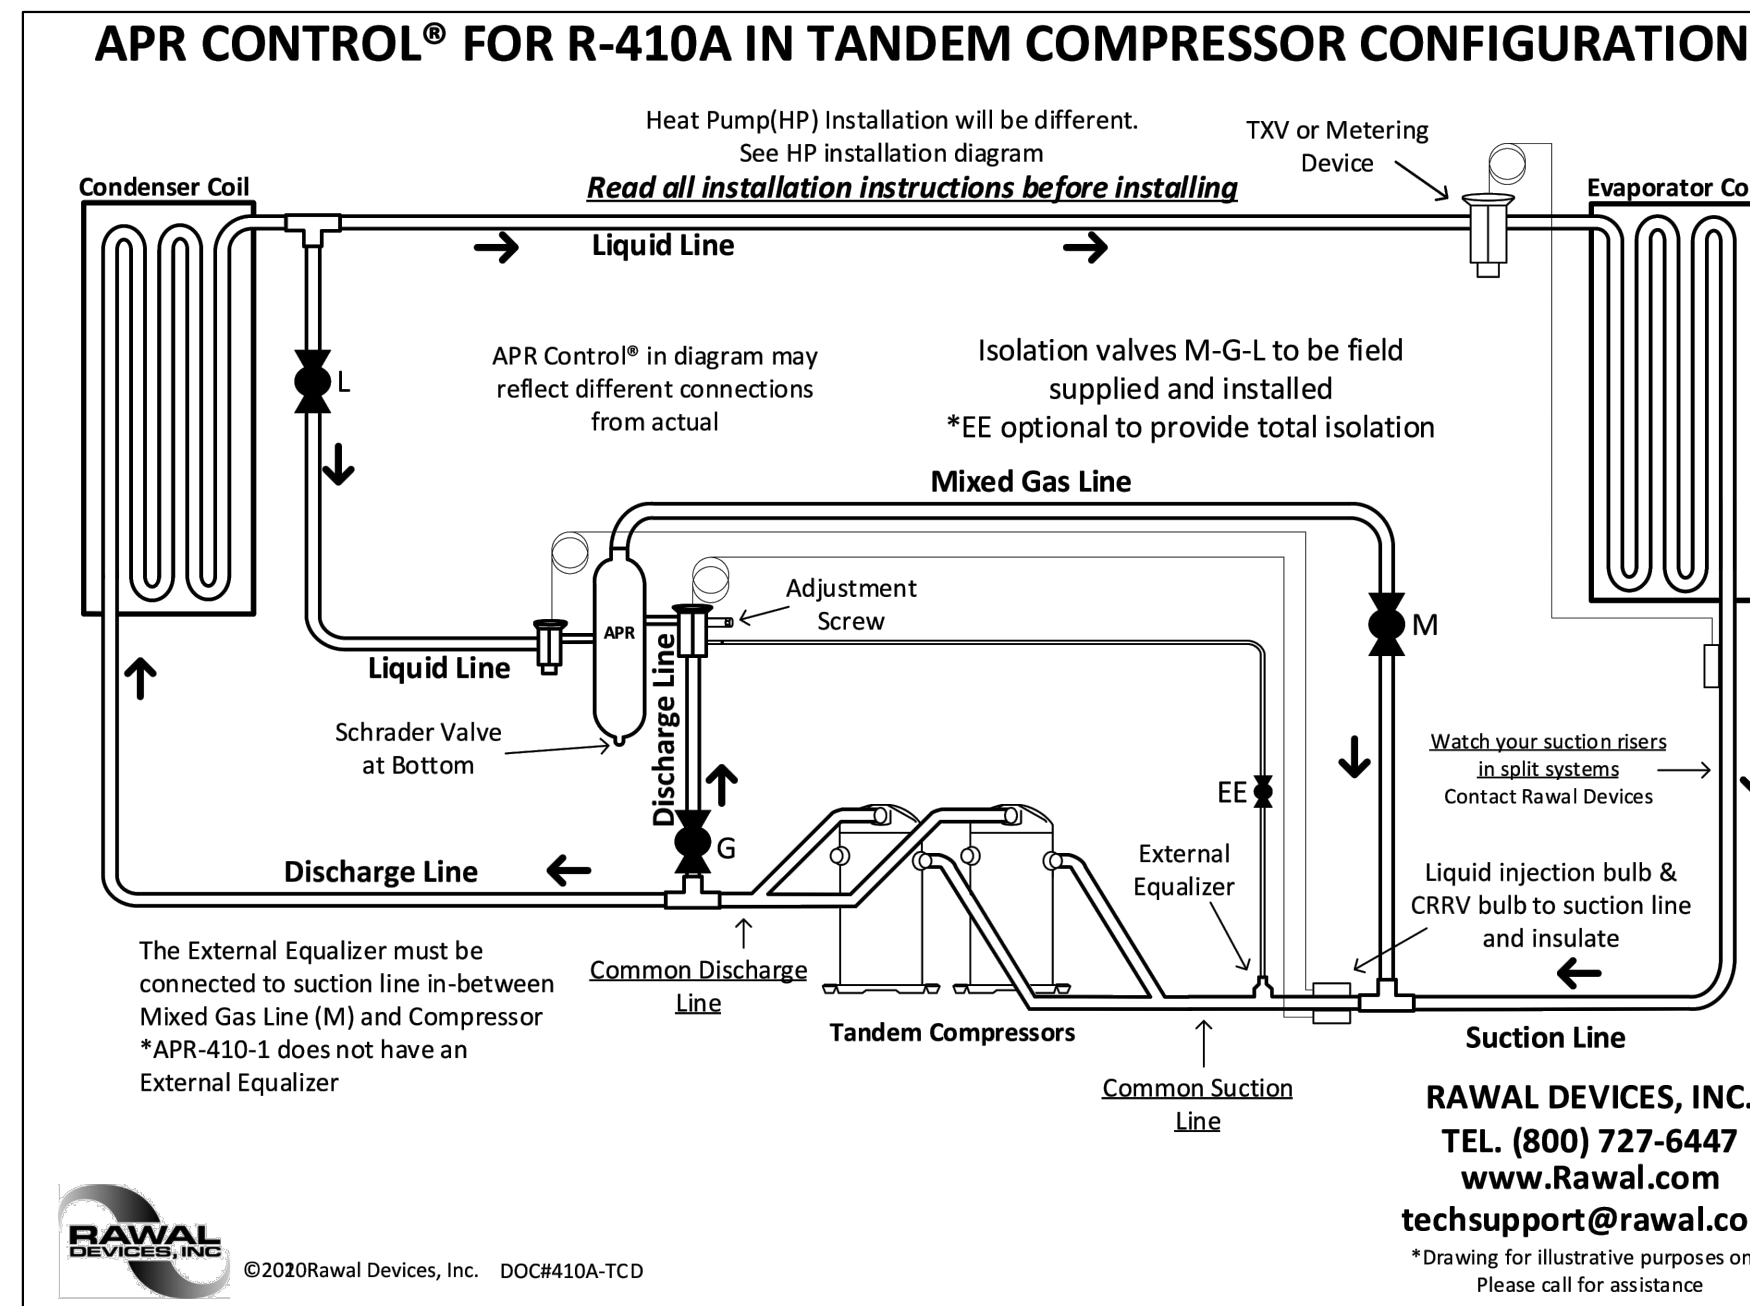 APR CONTROL® FOR R-410A IN TANDEM COMPRESSOR CONFIGURATION
Heat Pump(HP) Installation will be different.
See HP installation diagram
Read all installation instructions before installing
TXV or Metering
Device
Condenser Coil
Evaporator Co
Liquid Line
L
APR Control® in diagram may
reflect different connections
from actual
Isolation valves M-G-L to be field
supplied and installed
*EE optional to provide total isolation
Mixed Gas Line
Adjustment
Screw
APR
M
Liquid Line
Discharge Line
Schrader Valve
at Bottom
Watch your suction risers
in split systems
Contact Rawal Devices
EE
G
External
Equalizer
Discharge Line
Liquid injection bulb &
CRRV bulb to suction line
and insulate
The External Equalizer must be
connected to suction line in-between
Mixed Gas Line (M) and Compressor
*APR-410-1 does not have an
External Equalizer
Common Discharge
Line
Tandem Compressors
Suction Line
Common Suction
Line
RAWAL DEVICES, INC.
TEL. (800) 727-6447
www.Rawal.com
techsupport@rawal.co
*Drawing for illustrative purposes on
Please call for assistance
RAWAL
DEVICES, INC
Rawal Devices, Inc. DOC#410A-TCD